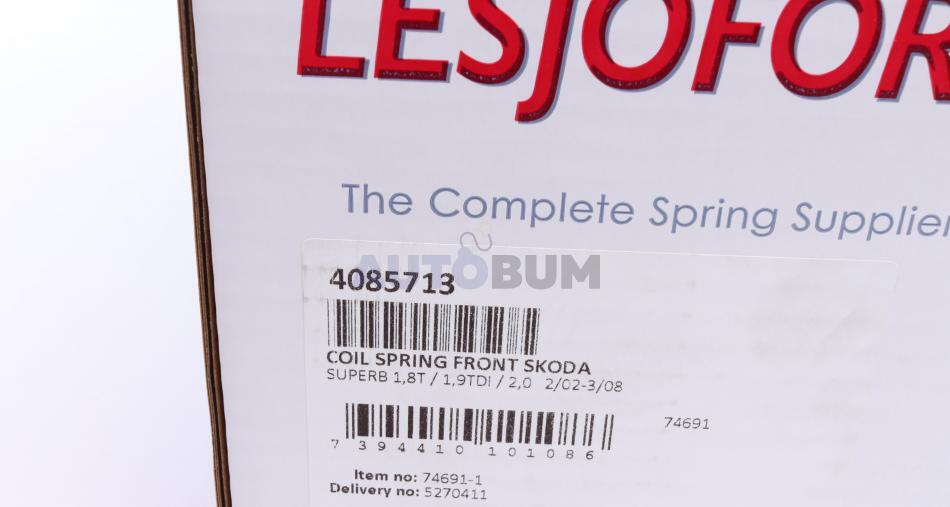 LESJOFOR
The Complete Spring Supplier
AUTOBUM
4085713
COIL SPRING FRONT SKODA
SUPERB 1,8T / 1,9TDI / 2,0 2/02-3/08
74691
7 394410 101086
Item no: 74691-1
Delivery no: 5270411